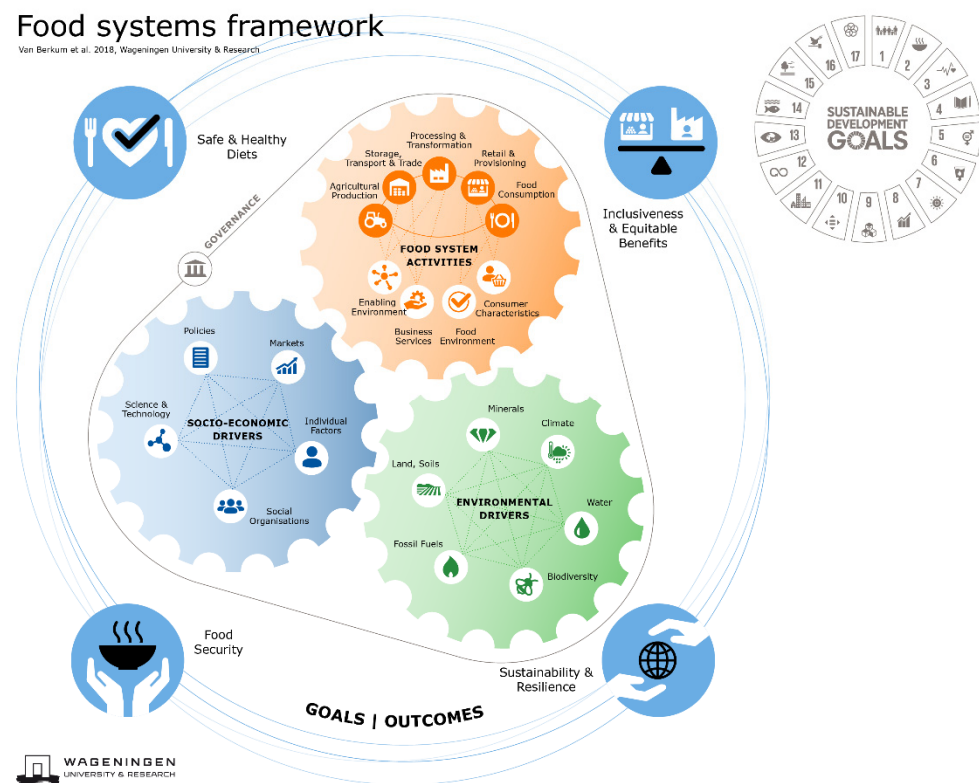 Food systems framework
Van Berkum et al. 2018, Wageningen University & Research
Safe & Healthy
Diets
Inclusiveness
& Equitable
Benefits
GOVERNANCE
Processing &
Transformation
Storage,
Transport & Trade
Retail &
Provisioning
Agricultural
Production
Food
Consumption
FOOD SYSTEM
ACTIVITIES
Enabling
Environment
Business
Services
Food
Environment
Consumer
Characteristics
Policies
Markets
Science &
Technology
SOCIO-ECONOMIC
DRIVERS
Individual
Factors
Social
Organisations
Minerals
Climate
Land, Soils
ENVIRONMENTAL
DRIVERS
Water
Fossil Fuels
Biodiversity
Food
Security
Sustainability &
Resilience
GOALS | OUTCOMES
WAGENINGEN
UNIVERSITY & RESEARCH
SUSTAINABLE
DEVELOPMENT
GOALS
1
2
3
4
5
6
7
8
9
10
11
12
13
14
15
16
17